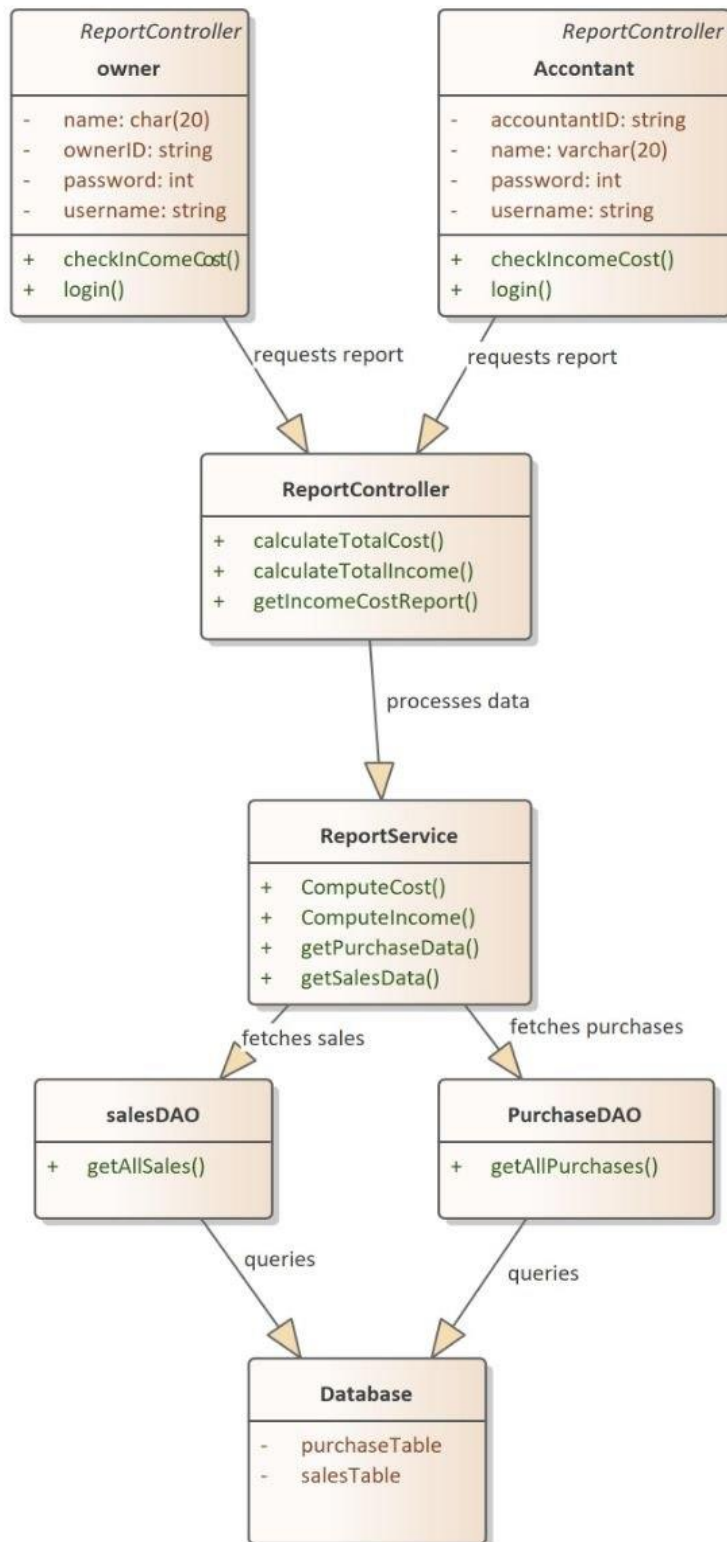 ReportController
owner
- name: char(20)
- ownerID: string
- password: int
- username: string
+ checkInComeCost()
+ login()
ReportController
Accontant
- accountantID: string
- name: varchar(20)
- password: int
- username: string
+ checkIncomeCost()
+ login()
requests report
requests report
ReportController
+ calculateTotalCost()
+ calculateTotalIncome()
+ getIncomeCostReport()
processes data
ReportService
+ ComputeCost()
+ ComputeIncome()
+ getPurchaseData()
+ getSalesData()
fetches sales
fetches purchases
salesDAO
+ getAllSales()
PurchaseDAO
+ getAllPurchases()
queries
queries
Database
- purchaseTable
- salesTable